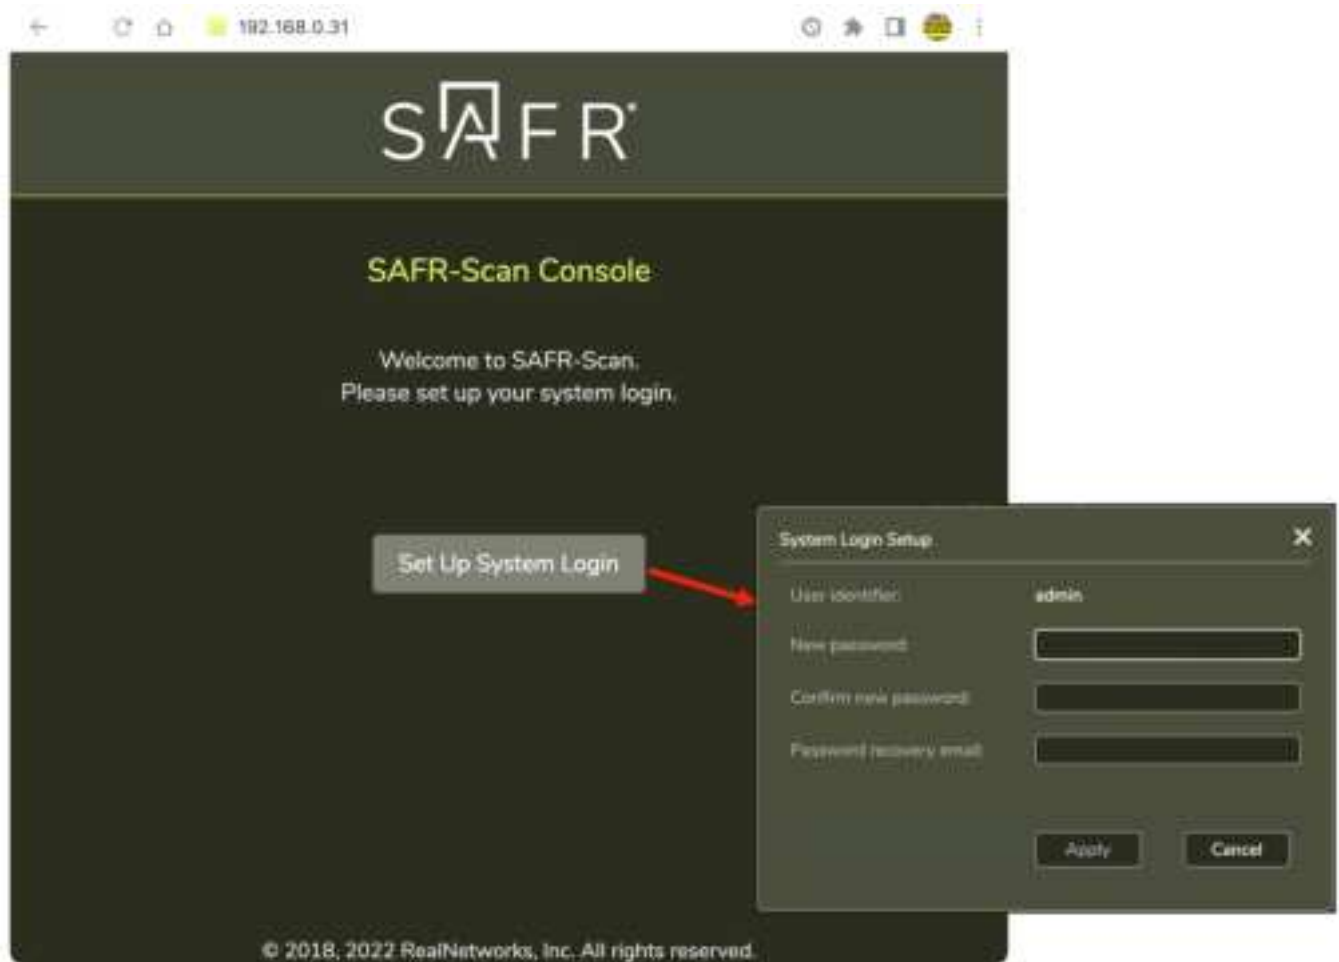 192.168.0.31
SAFR
SAFR-Scan Console
Welcome to SAFR-Scan.
Please set up your system login.
Set Up System Login
System Login Setup
User identifier: admin
New password:
Confirm new password:
Password recovery email:
Apply Cancel
© 2018, 2022 RealNetworks, Inc. All rights reserved.